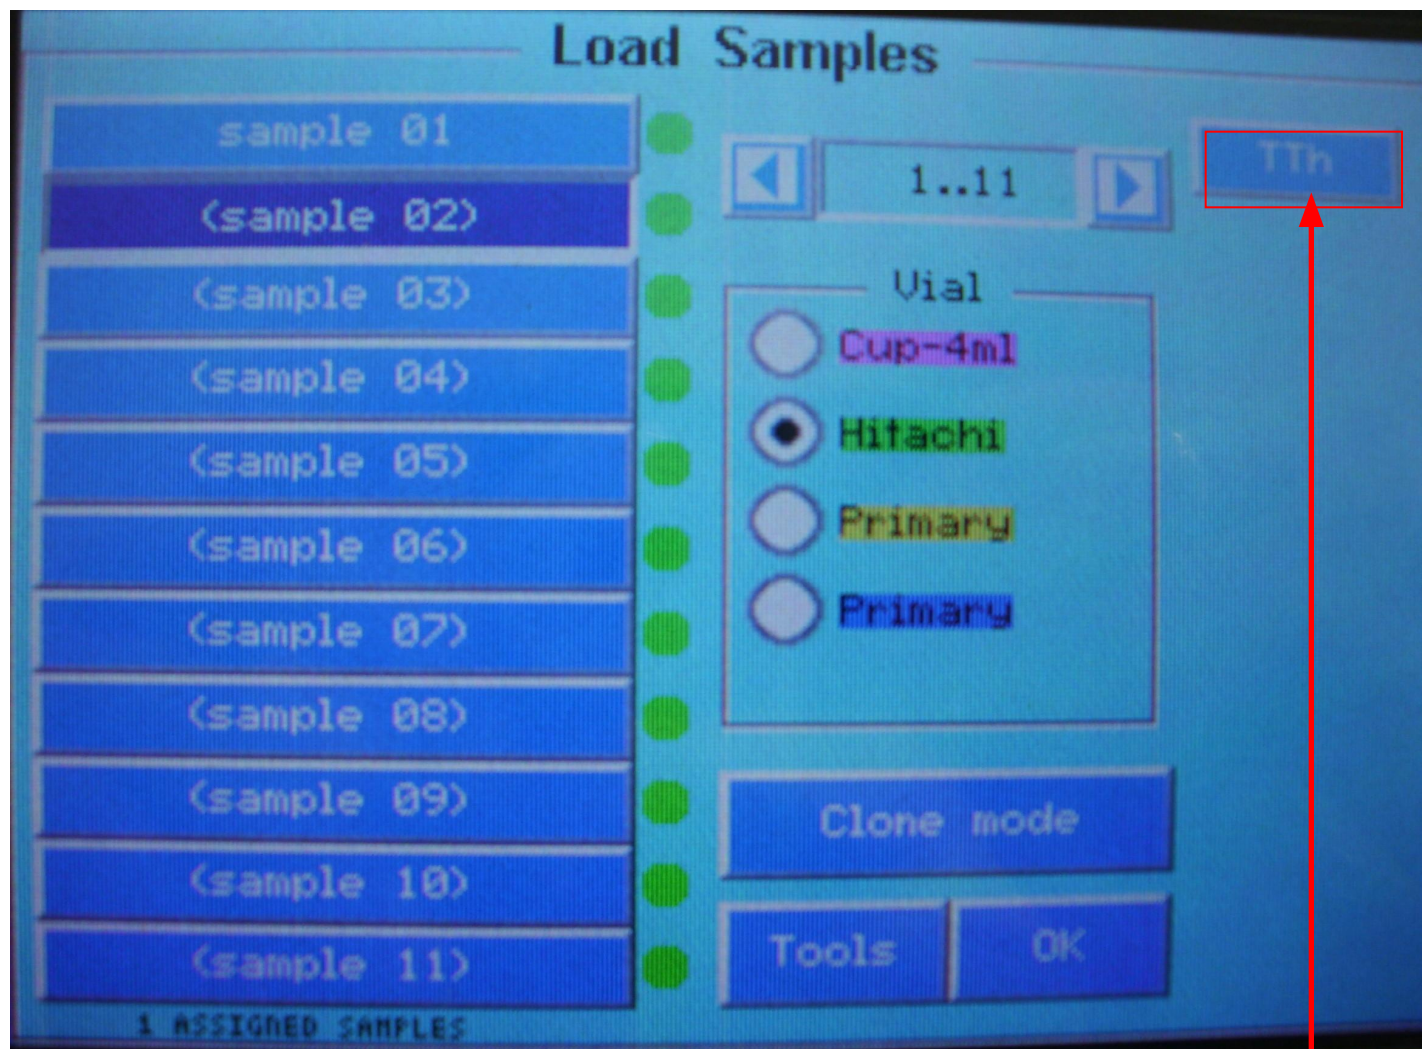 Load Samples
sample 01
(sample 02)
(sample 03)
(sample 04)
(sample 05)
(sample 06)
(sample 07)
(sample 08)
(sample 09)
(sample 10)
(sample 11)
1 ASSIGNED SAMPLES
1..11
TTh
Vial
Cup-4ml
Hitachi
Primary
Primary
Clone mode
Tools
OK